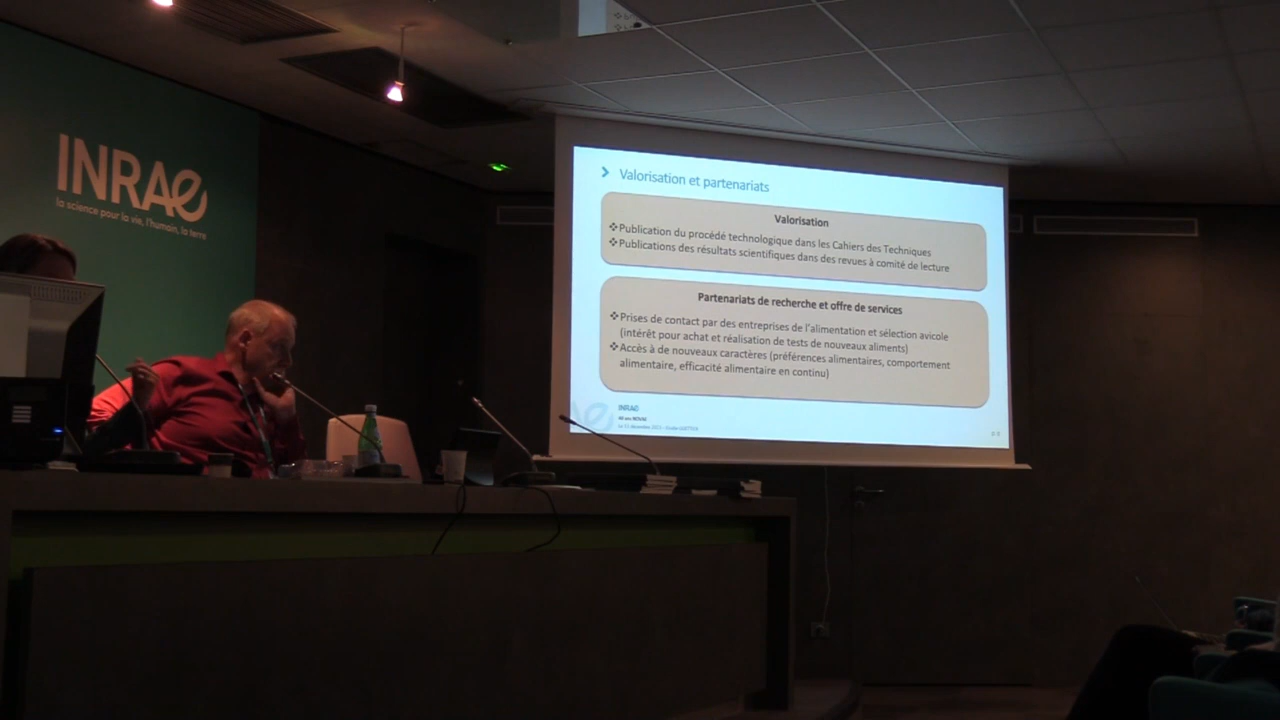 INRAE
la science pour la vie, l'humain, la terre
Valorisation et partenariats
Valorisation
❖Publication du procédé technologique dans les Cahiers des Techniques
❖Publications des résultats scientifiques dans des revues à comité de lecture
Partenariats de recherche et offre de services
❖Prises de contact par des entreprises de l'alimentation et sélection avicole
(intérêt pour achat et réalisation de tests de nouveaux aliments)
❖Accès à de nouveaux caractères (préférences alimentaires, comportement
alimentaire, efficacité alimentaire en continu)
INRAE